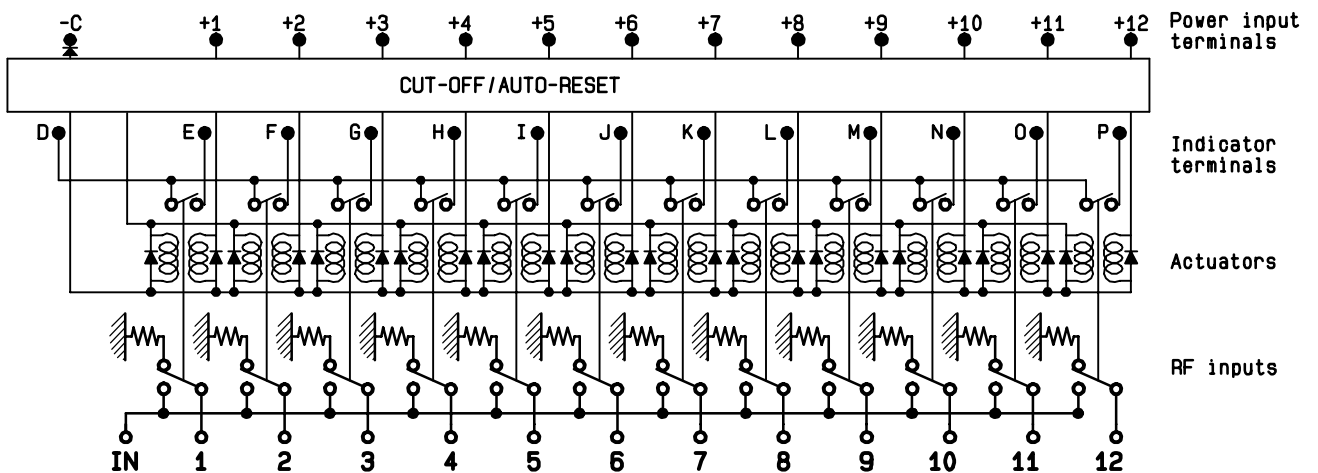 -C +1 +2 +3 +4 +5 +6 +7 +8 +9 +10 +11 +12 Power input
terminals
CUT-OFF/AUTO-RESET
D E F G H I J K L M N O P Indicator
terminals
Actuators
RF inputs
IN 1 2 3 4 5 6 7 8 9 10 11 12